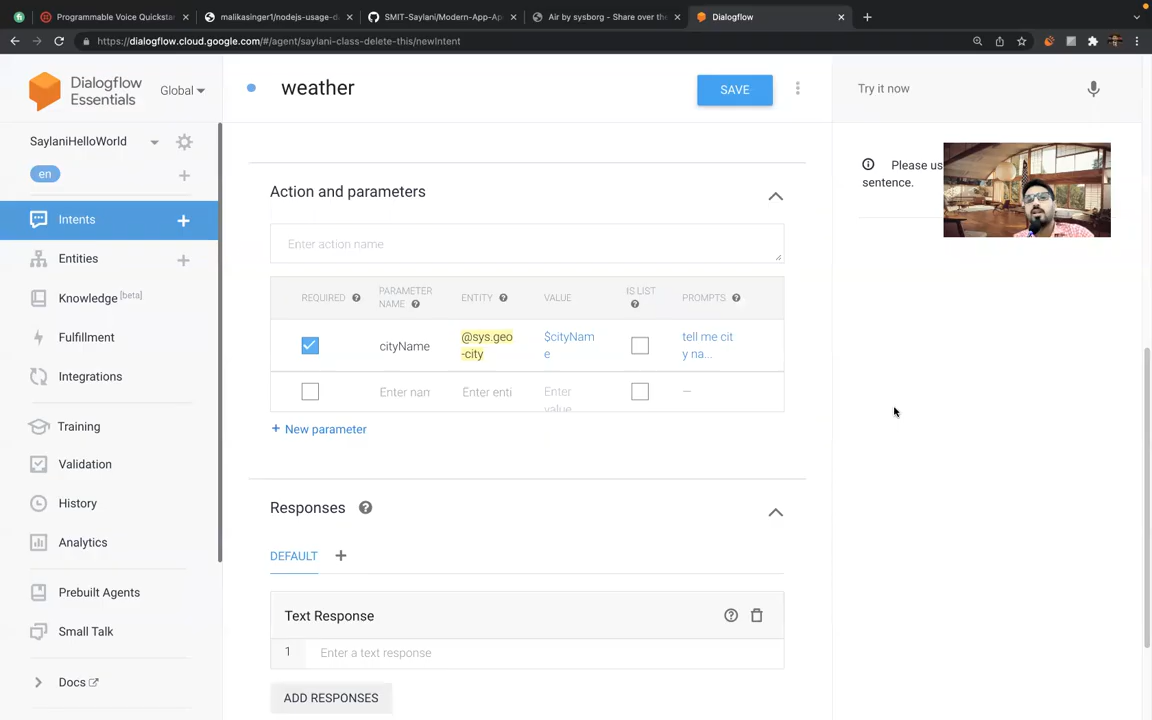 Programmable Voice Quickstar
malikasinger1/nodejs-usage-d
SMIT-Saylani/Modern-App-Ap
Air by sysborg - Share over the
Dialogflow
https://dialogflow.cloud.google.com/#/agent/saylani-class-delete-this/newIntent
Dialogflow
Essentials
Global
weather
SAVE
Try it now
SaylaniHelloWorld
en
Please us
sentence.
Intents
Entities
Knowledge [beta]
Fulfillment
Integrations
Training
Validation
History
Analytics
Prebuilt Agents
Small Talk
Docs
Action and parameters
Enter action name
REQUIRED
PARAMETER
NAME
ENTITY
VALUE
IS LIST
PROMPTS
cityName
@sys.geo
-city
$cityNam
e
tell me cit
y na...
Enter nam
Enter enti
Enter
value
—
+ New parameter
Responses
DEFAULT
Text Response
1
Enter a text response
ADD RESPONSES